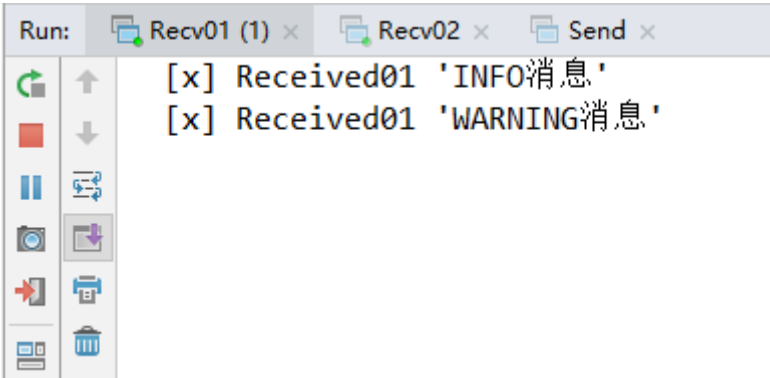 Run: Recv01 (1) × Recv02 × Send ×
[x] Received01 'INFO消息'
[x] Received01 'WARNING消息'